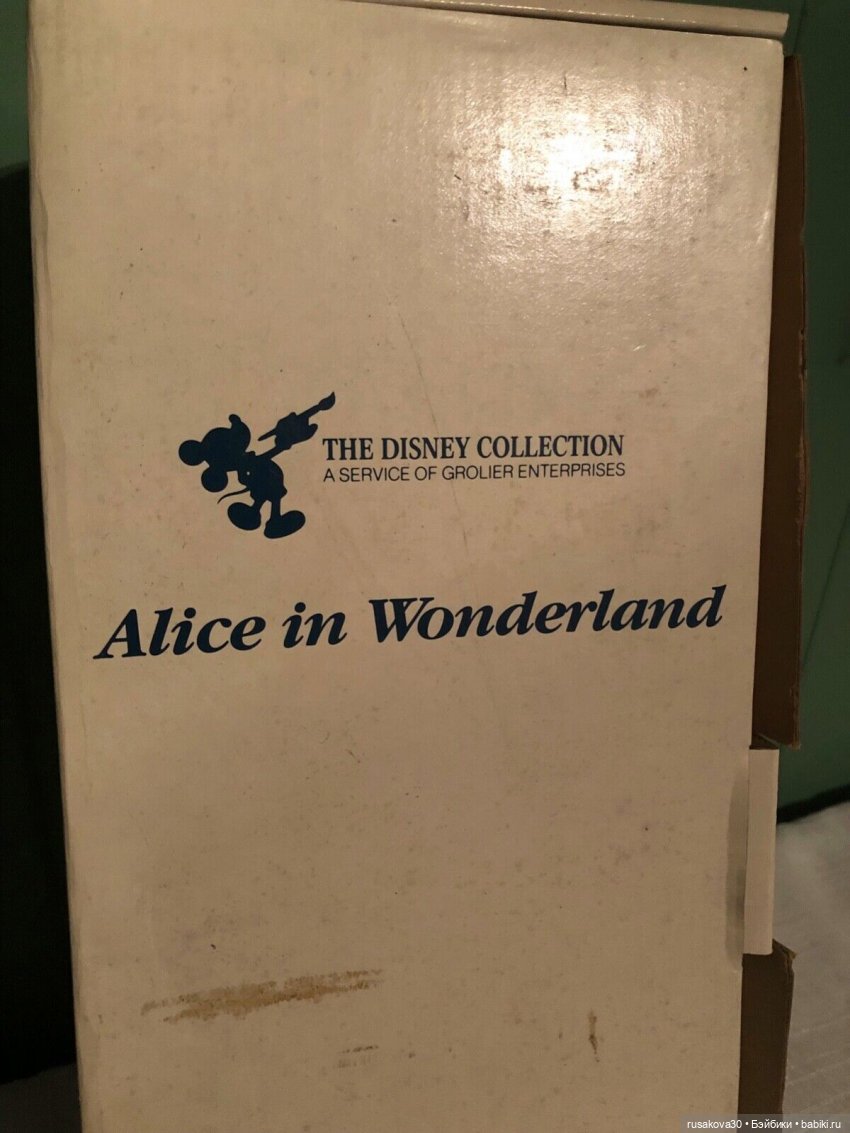 THE DISNEY COLLECTION
A SERVICE OF GROLIER ENTERPRISES
Alice in Wonderland
rusakova30 • Бэйбики • babiki.ru